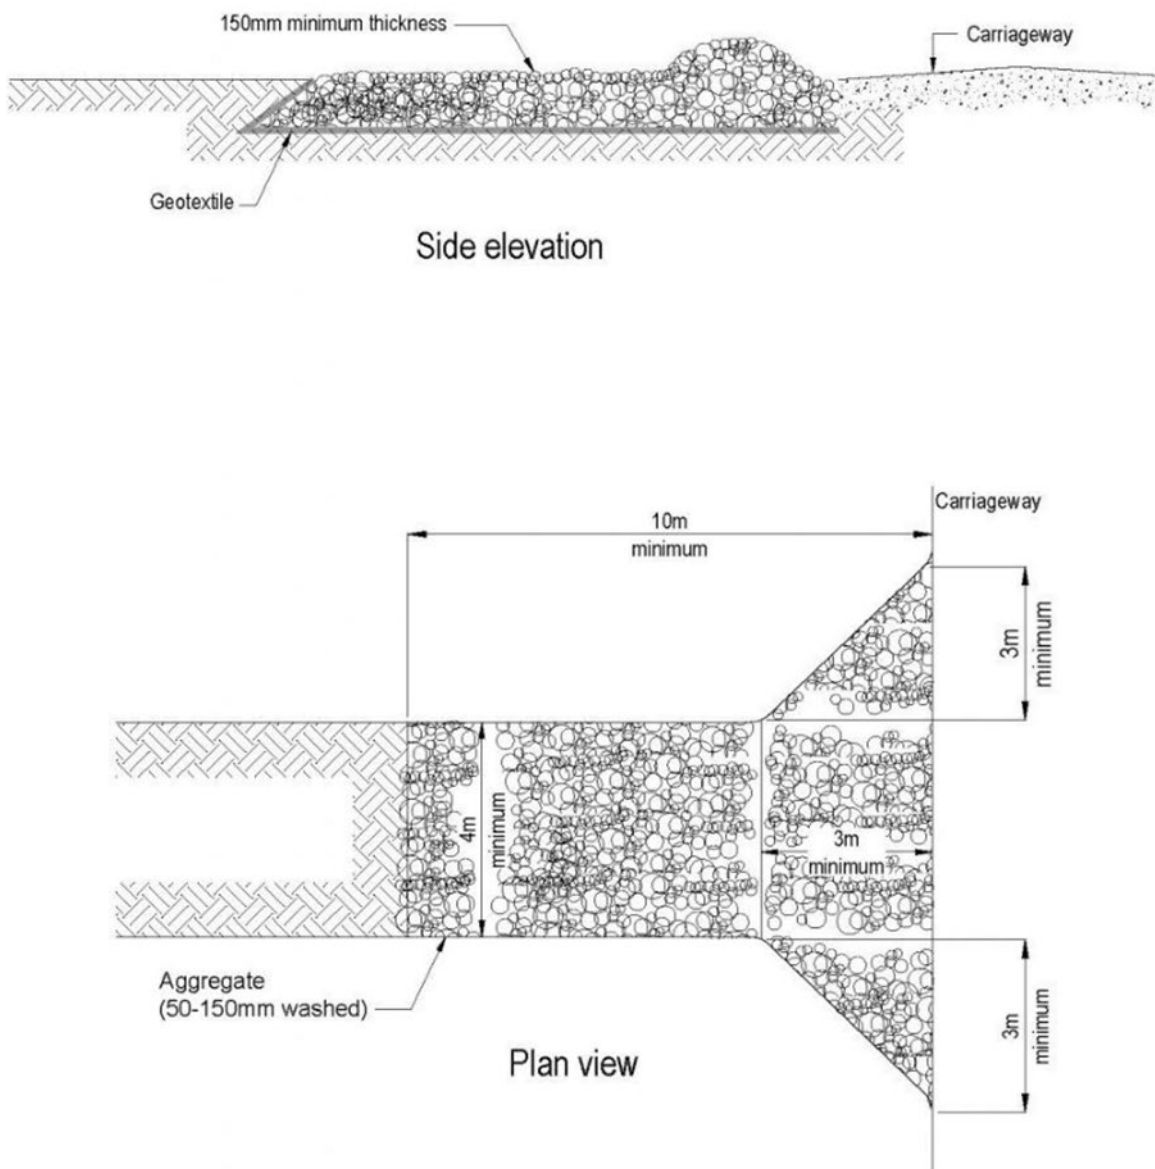 150mm minimum thickness
Carriageway
Geotextile
Side elevation
Carriageway
10m
minimum
3m
minimum
4m
minimum
3m
minimum
Aggregate
(50-150mm washed)
3m
minimum
Plan view